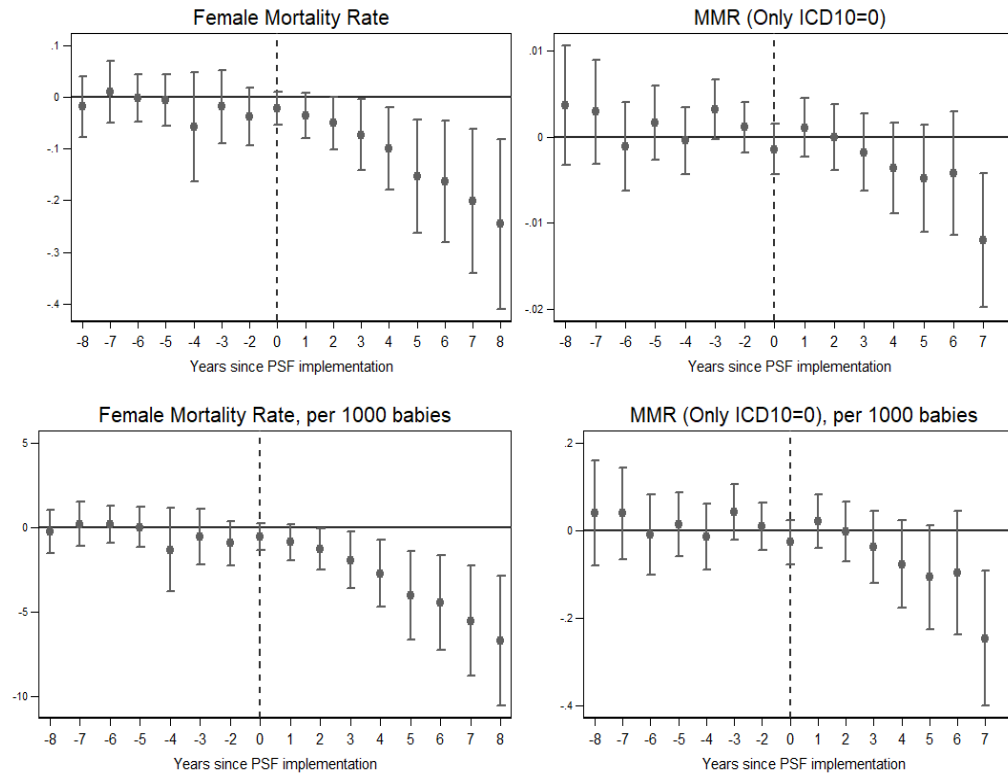 Female Mortality Rate
.1
0
-.1
-.2
-.3
-.4
-8 -7 -6 -5 -4 -3 -2 0 1 2 3 4 5 6 7 8
Years since PSF implementation
MMR (Only ICD10=0)
.01
0
-.01
-.02
-8 -7 -6 -5 -4 -3 -2 0 1 2 3 4 5 6 7
Years since PSF implementation
Female Mortality Rate, per 1000 babies
5
0
-5
-10
-8 -7 -6 -5 -4 -3 -2 0 1 2 3 4 5 6 7 8
Years since PSF implementation
MMR (Only ICD10=0), per 1000 babies
.2
0
-.2
-.4
-8 -7 -6 -5 -4 -3 -2 0 1 2 3 4 5 6 7
Years since PSF implementation